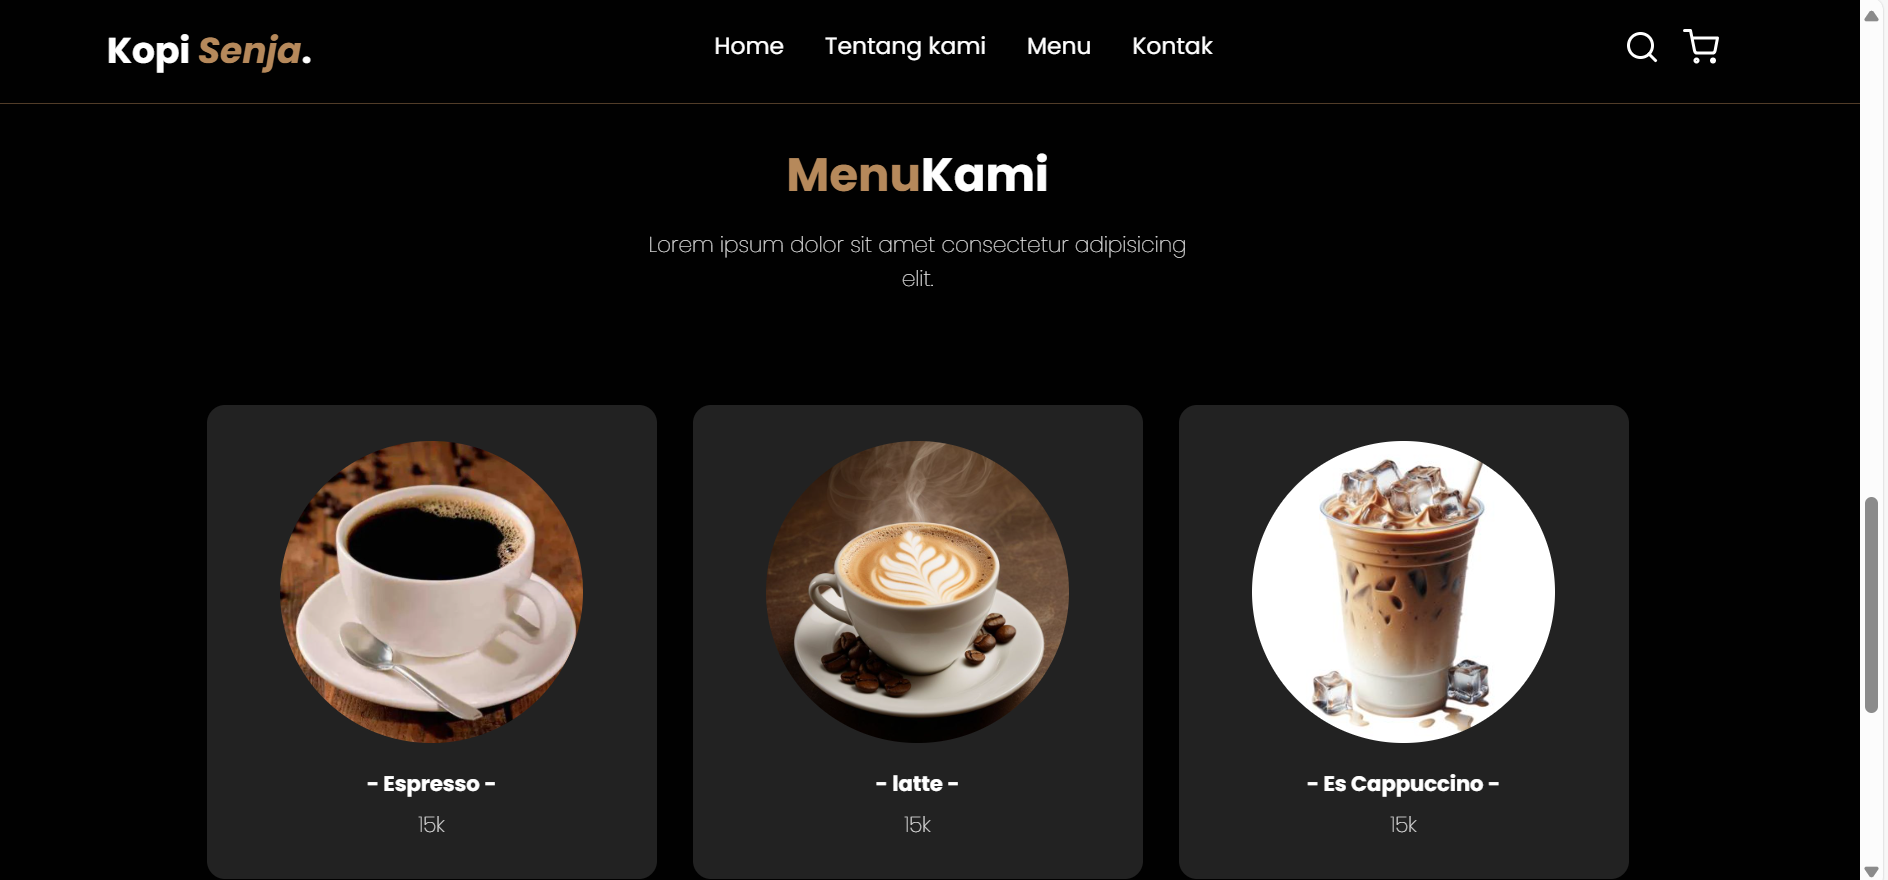 Kopi Senja.
Home Tentang kami Menu Kontak
MenuKami
Lorem ipsum dolor sit amet consectetur adipisicing
elit.
- Espresso -
15k
- latte -
15k
- Es Cappuccino -
15k